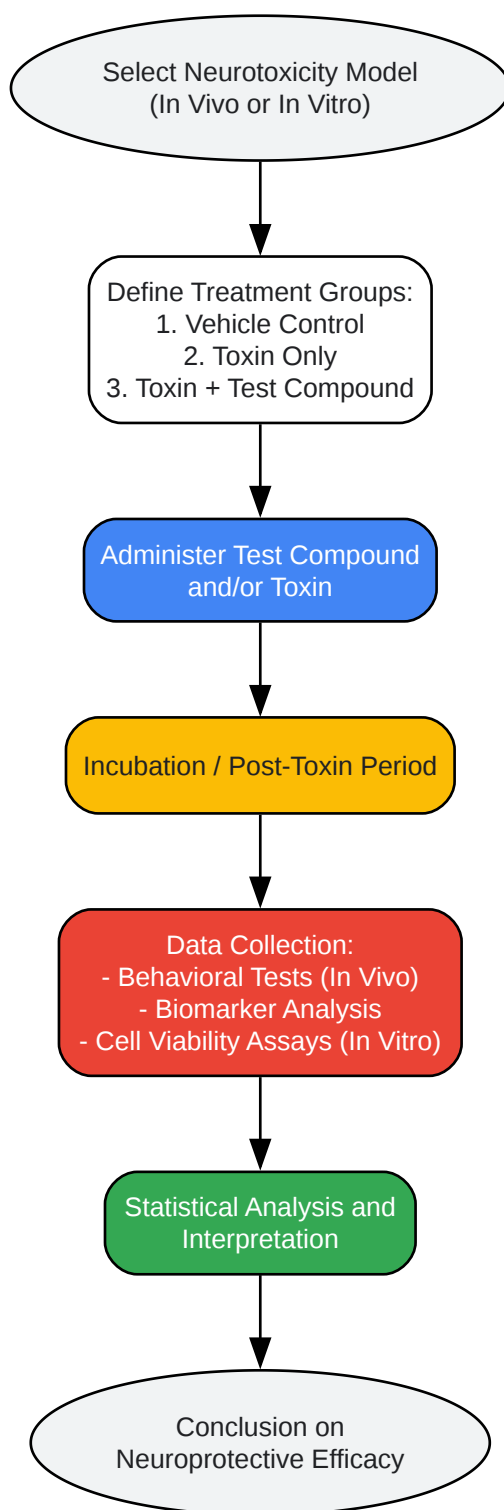 Select Neurotoxicity Model
(In Vivo or In Vitro)
Define Treatment Groups:
1. Vehicle Control
2. Toxin Only
3. Toxin + Test Compound
Administer Test Compound
and/or Toxin
Incubation / Post-Toxin Period
Data Collection:
- Behavioral Tests (In Vivo)
- Biomarker Analysis
- Cell Viability Assays (In Vitro)
Statistical Analysis and
Interpretation
Conclusion on
Neuroprotective Efficacy